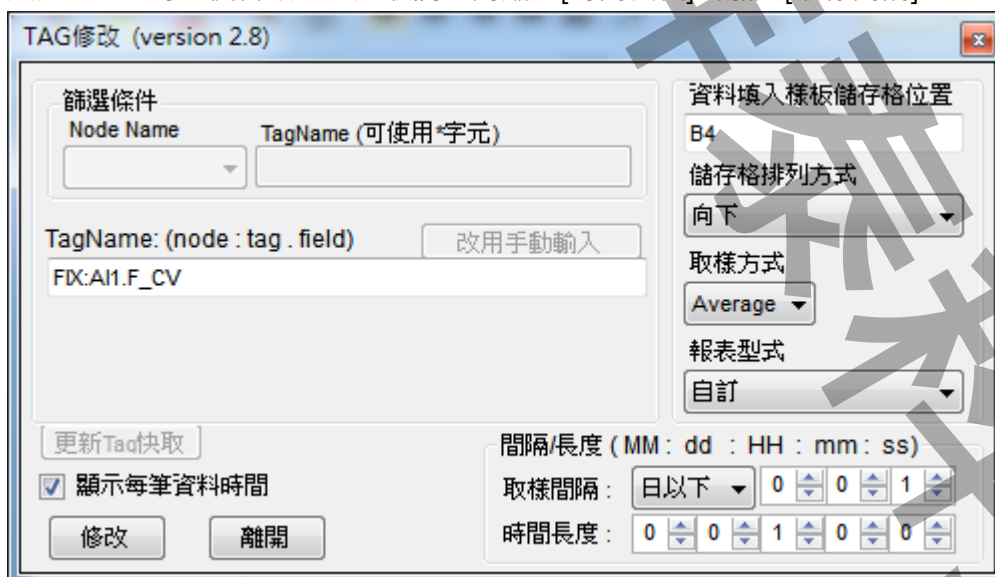 TAG修改 (version 2.8)
篩選條件
Node Name
TagName (可使用*字元)
TagName: (node : tag . field)
改用手動輸入
FIX:AI1.F_CV
資料填入樣板儲存格位置
B4
儲存格排列方式
向下
取樣方式
Average
報表型式
自訂
更新Tag快取
顯示每筆資料時間
修改
離開
間隔/長度 ( MM : dd : HH : mm : ss)
取樣間隔 : 日以下 0 0 1
時間長度 : 0 0 1 0 0